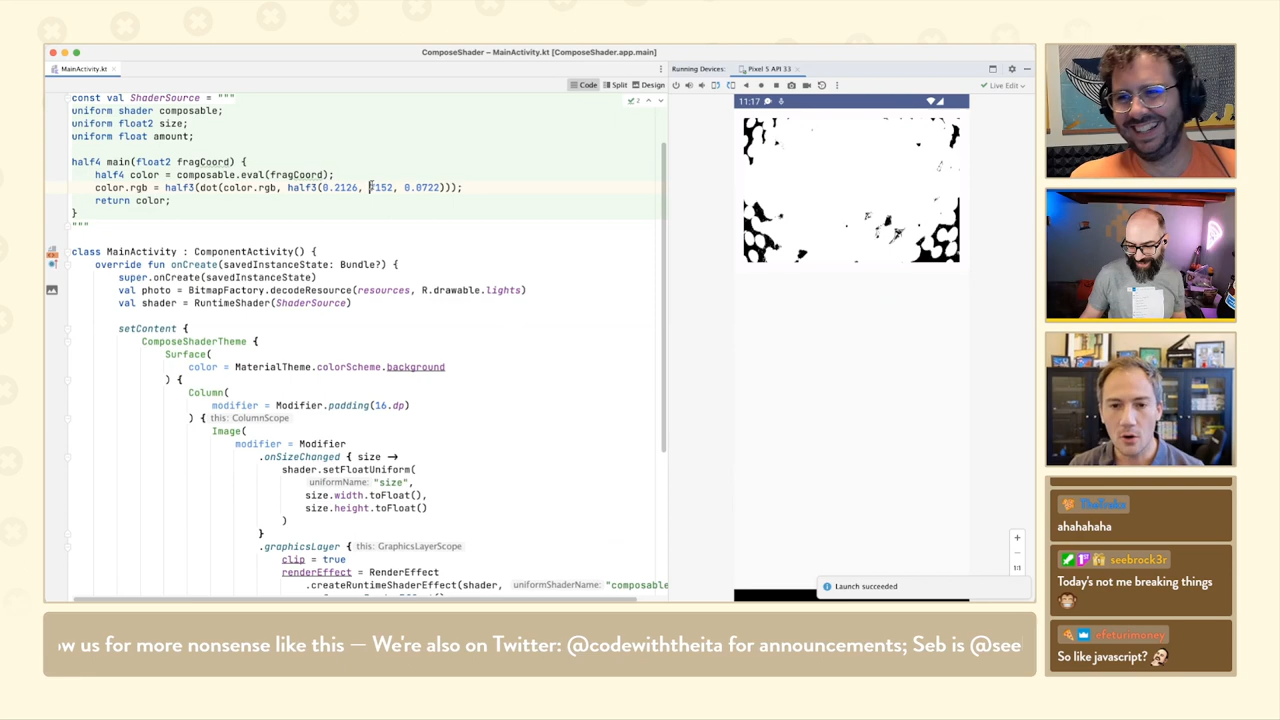 ComposeShader – MainActivity.kt [ComposeShader.app.main]
MainActivity.kt
Code
Split
Design
2
const val ShaderSource = """
uniform shader composable;
uniform float2 size;
uniform float amount;
half4 main(float2 fragCoord) {
half4 color = composable.eval(fragCoord);
color.rgb = half3(dot(color.rgb, half3(0.2126, 7152, 0.0722)));
return color;
}
"""
class MainActivity : ComponentActivity() {
override fun onCreate(savedInstanceState: Bundle?) {
super.onCreate(savedInstanceState)
val photo = BitmapFactory.decodeResource(resources, R.drawable.lights)
val shader = RuntimeShader(ShaderSource)
setContent {
ComposeShaderTheme {
Surface(
color = MaterialTheme.colorScheme.background
) {
Column(
modifier = Modifier.padding(16.dp)
) { this: ColumnScope
Image(
modifier = Modifier
.onSizeChanged { size ->
shader.setFloatUniform(
uniformName: "size",
size.width.toFloat(),
size.height.toFloat()
)
}
.graphicsLayer { this: GraphicsLayerScope
clip = true
renderEffect = RenderEffect
.createRuntimeShaderEffect(shader, uniformShaderName: "composable
Running Devices:
Pixel 5 API 33
Live Edit
11:17
1:1
Launch succeeded
ahahahaha
seebrock3r
Today's not me breaking things
efeturimoney
So like javascript?
ow us for more nonsense like this — We're also on Twitter: @codewiththeita for announcements; Seb is @see